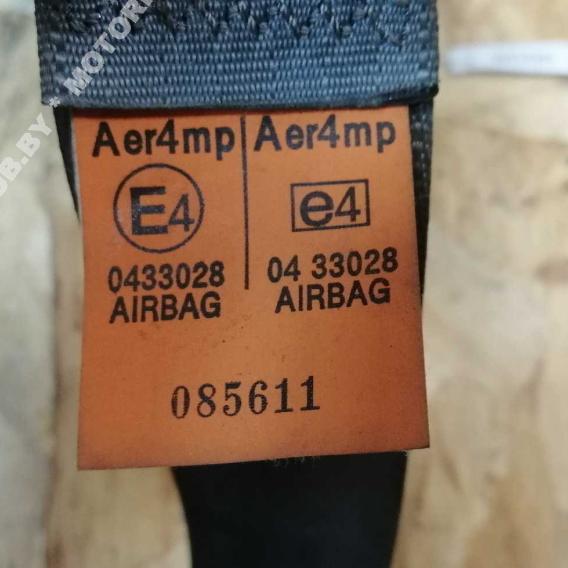 Aer4mp Aer4mp
E4 e4
0433028 04 33028
AIRBAG AIRBAG
085611